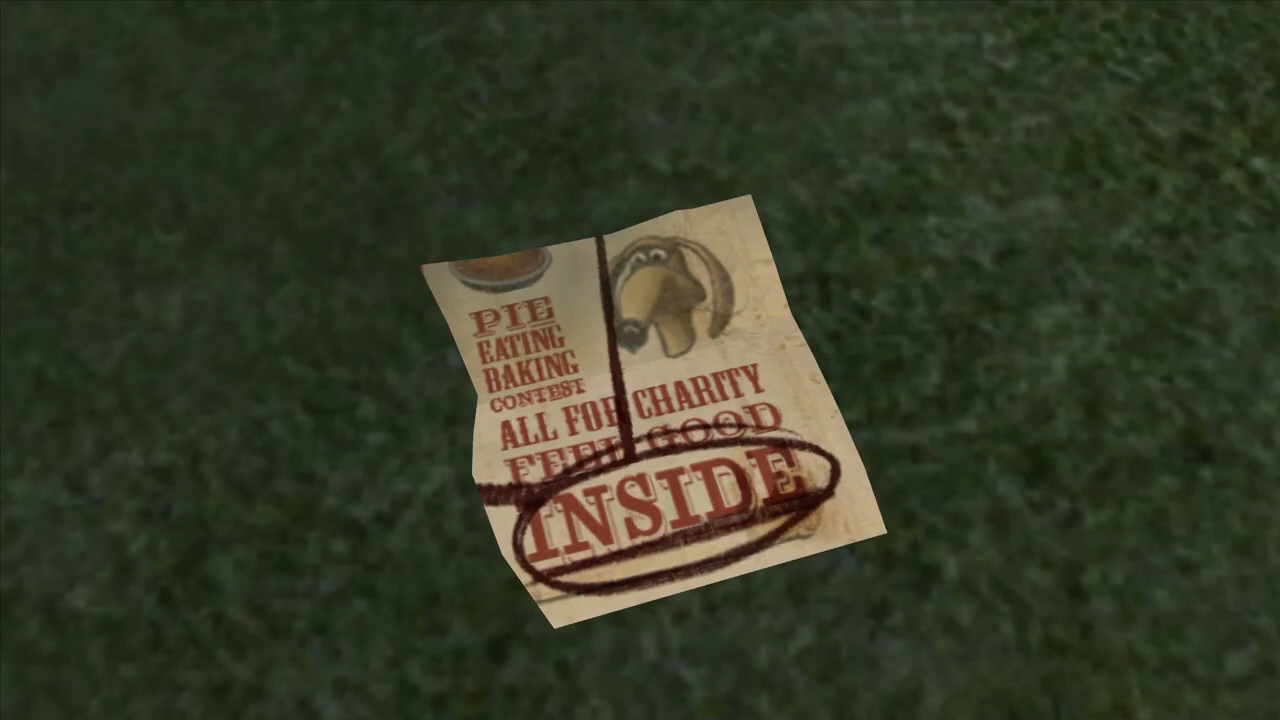 PIE
EATING
BAKING
CONTEST
ALL FOR CHARITY
FEEL GOOD
INSIDE